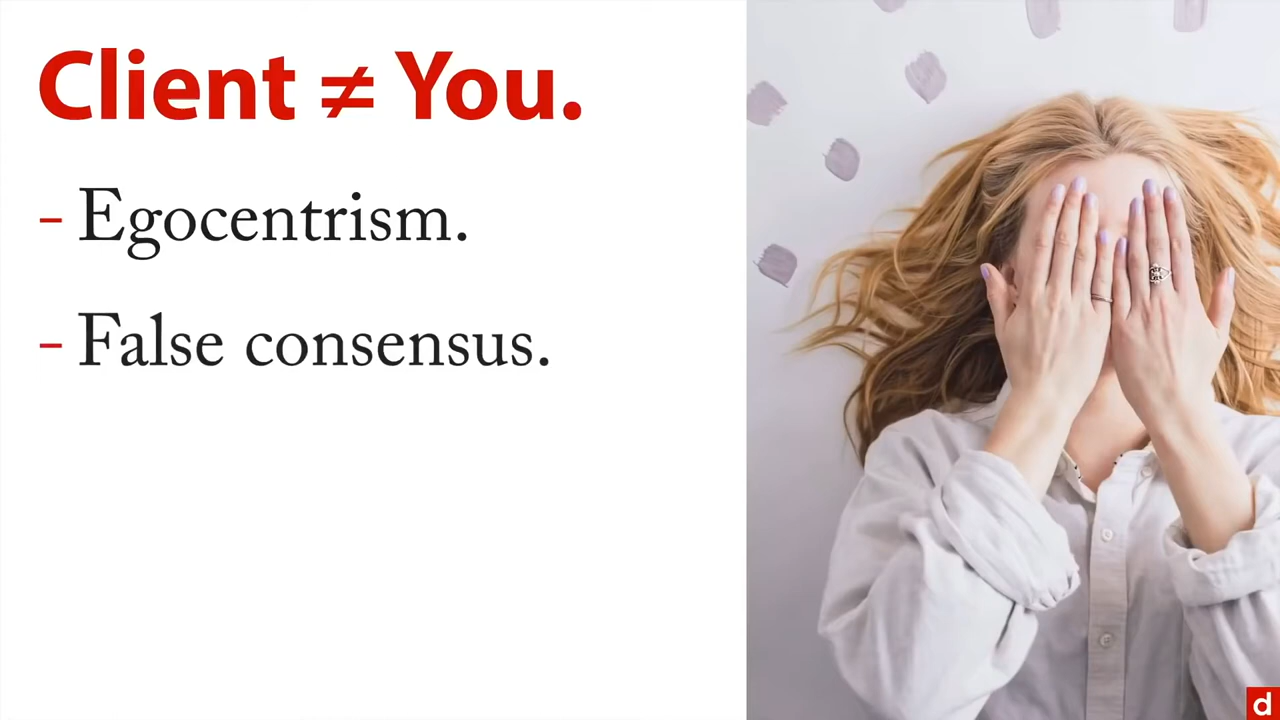 Client ≠ You.
- Egocentrism.
- False consensus.
d